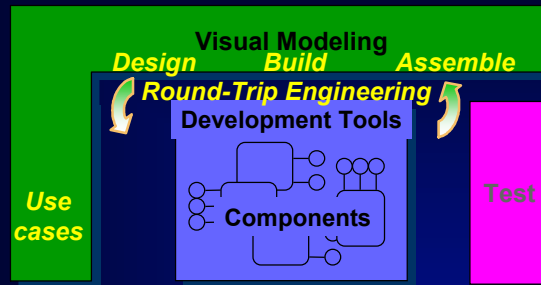 Visual Modeling
Design Build Assemble
Round-Trip Engineering
Development Tools
Use
cases
Components
Test